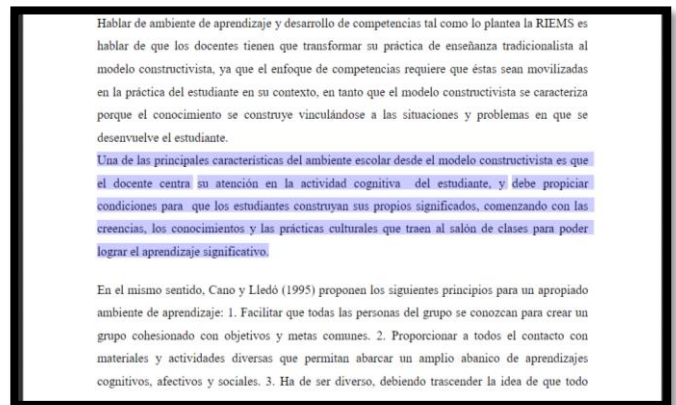 Hablar de ambiente de aprendizaje y desarrollo de competencias tal como lo plantea la RIEMS es
hablar de que los docentes tienen que transformar su práctica de enseñanza tradicionalista al
modelo constructivista, ya que el enfoque de competencias requiere que éstas sean movilizadas
en la práctica del estudiante en su contexto, en tanto que el modelo constructivista se caracteriza
porque el conocimiento se construye vinculándose a las situaciones y problemas en que se
desenvuelve el estudiante.
Una de las principales características del ambiente escolar desde el modelo constructivista es que
el docente centra su atención en la actividad cognitiva del estudiante, y debe propiciar
condiciones para que los estudiantes construyan sus propios significados, comenzando con las
creencias, los conocimientos y las prácticas culturales que traen al salón de clases para poder
lograr el aprendizaje significativo.
En el mismo sentido, Cano y Lledó (1995) proponen los siguientes principios para un apropiado
ambiente de aprendizaje: 1. Facilitar que todas las personas del grupo se conozcan para crear un
grupo cohesionado con objetivos y metas comunes. 2. Proporcionar a todos el contacto con
materiales y actividades diversas que permitan abarcar un amplio abanico de aprendizajes
cognitivos, afectivos y sociales. 3. Ha de ser diverso, debiendo trascender la idea de que todo